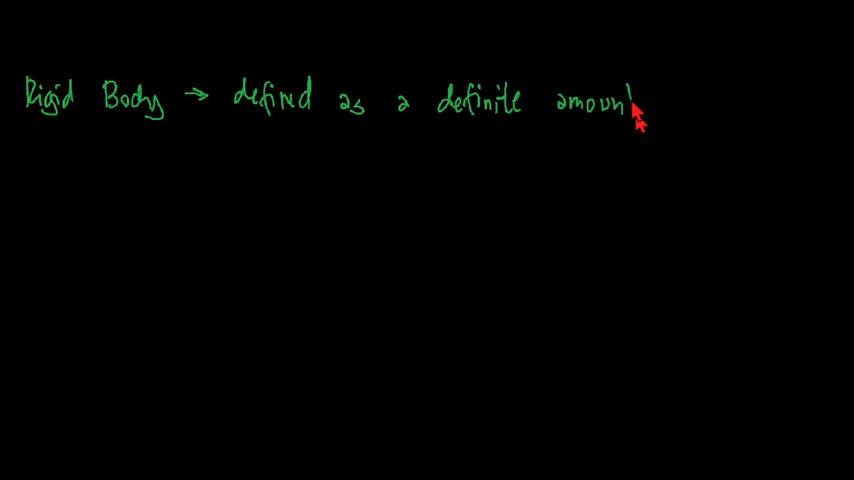 Rigid Body → defined as a definite amount